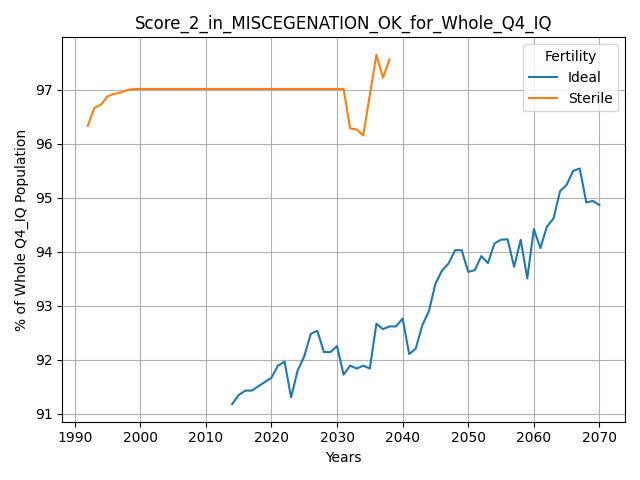 Score_2_in_MISCEGENATION_OK_for_Whole_Q4_IQ
Fertility
Ideal
Sterile
% of Whole Q4_IQ Population
97
96
95
94
93
92
91
1990 2000 2010 2020 2030 2040 2050 2060 2070
Years